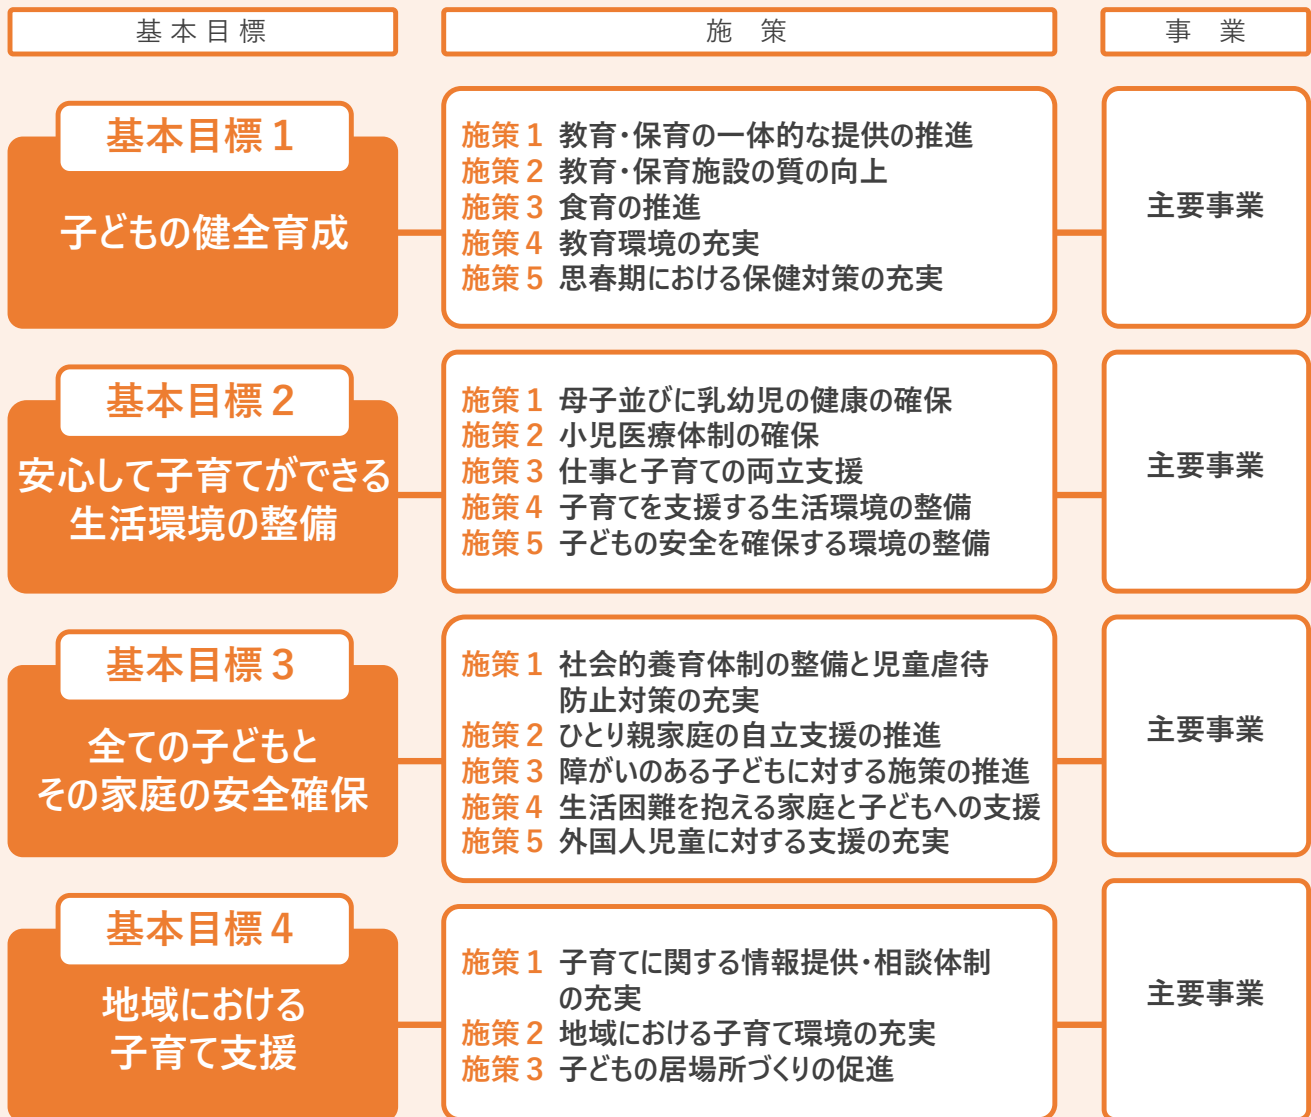 基本目標
施　策
事　業
基本目標 1
子どもの健全育成
施策 1 教育・保育の一体的な提供の推進
施策 2 教育・保育施設の質の向上
施策 3 食育の推進
施策 4 教育環境の充実
施策 5 思春期における保健対策の充実
主要事業
基本目標 2
安心して子育てができる
生活環境の整備
施策 1 母子並びに乳幼児の健康の確保
施策 2 小児医療体制の確保
施策 3 仕事と子育ての両立支援
施策 4 子育てを支援する生活環境の整備
施策 5 子どもの安全を確保する環境の整備
主要事業
基本目標 3
全ての子どもと
その家庭の安全確保
施策 1 社会的養育体制の整備と児童虐待
防止対策の充実
施策 2 ひとり親家庭の自立支援の推進
施策 3 障がいのある子どもに対する施策の推進
施策 4 生活困難を抱える家庭と子どもへの支援
施策 5 外国人児童に対する支援の充実
主要事業
基本目標 4
地域における
子育て支援
施策 1 子育てに関する情報提供・相談体制
の充実
施策 2 地域における子育て環境の充実
施策 3 子どもの居場所づくりの促進
主要事業